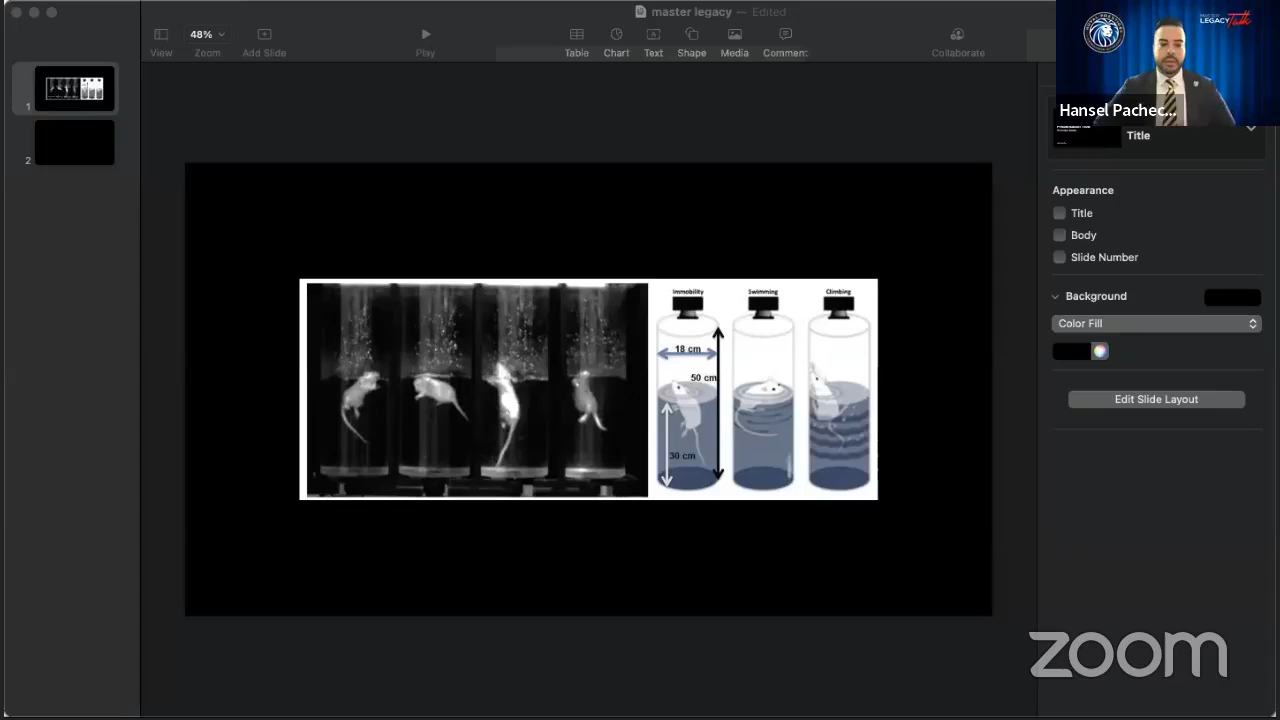 master legacy — Edited
48%
View
Zoom
Add Slide
Play
Table
Chart
Text
Shape
Media
Comment
Collaborate
LEGACY Talk
Hansel Pachec...
Title
1
2
Appearance
Title
Body
Slide Number
Background
Color Fill
Edit Slide Layout
Immobility
Swimming
Climbing
18 cm
50 cm
30 cm
zoom